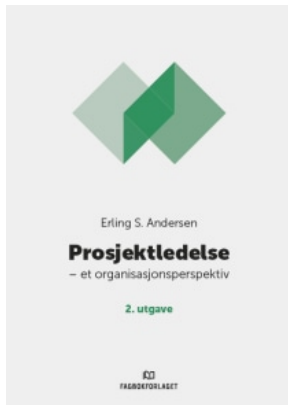 Erling S. Andersen
Prosjektledelse
– et organisasjonsperspektiv
2. utgave
FAGBOKFORLAGET